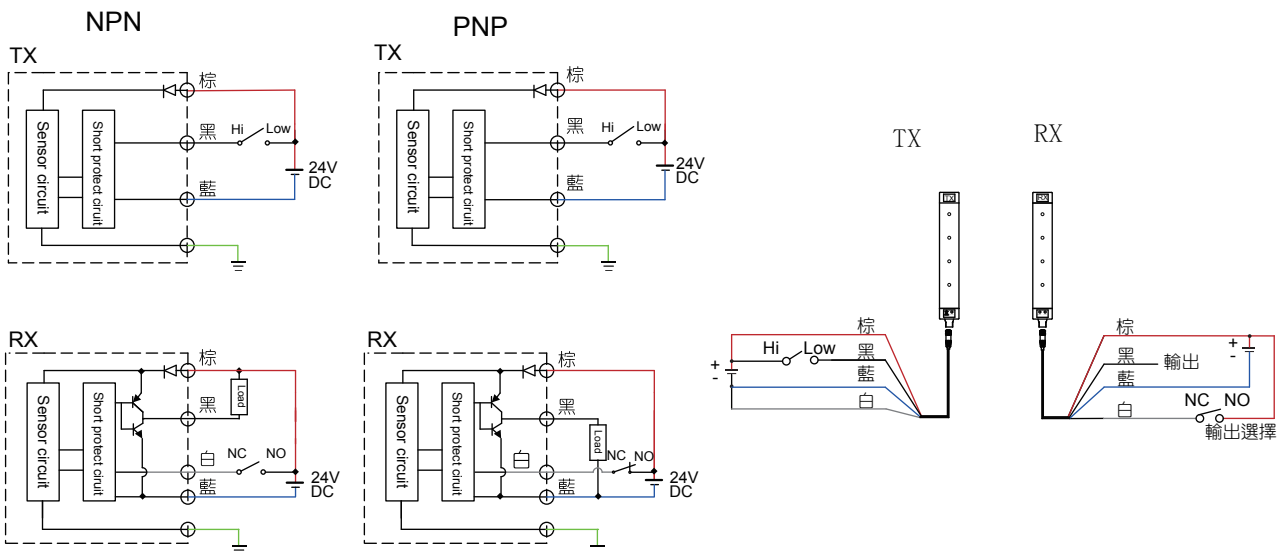 NPN
PNP
TX
棕
Sensor circuit
Short protect ciruit
黑
Hi
Low
藍
24V
DC
TX
棕
Sensor circuit
Short protect ciruit
黑
Hi
Low
藍
24V
DC
RX
棕
Sensor circuit
Short protect ciruit
Load
黑
白
NC
NO
藍
24V
DC
RX
棕
Sensor circuit
Short protect ciruit
黑
Load
白
NC
NO
藍
24V
DC
TX
RX
TX
RX
棕
+
-
Hi
Low
黑
藍
白
棕
+
-
黑
輸出
藍
白
NC
NO
輸出選擇